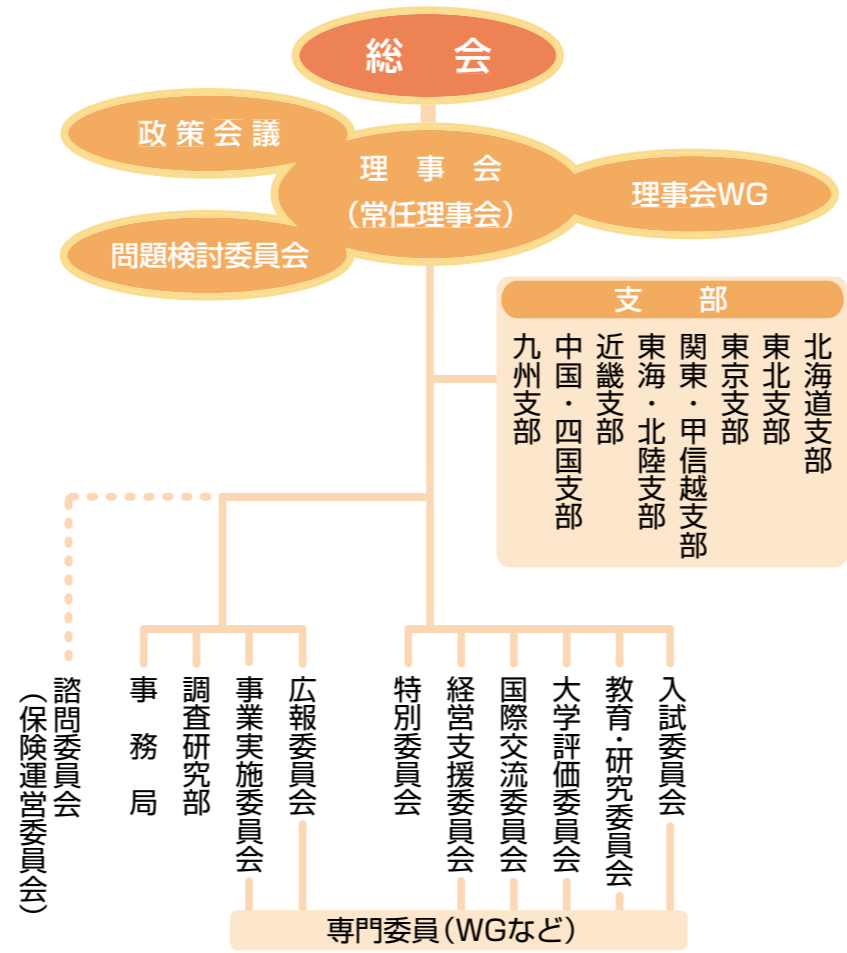 総 会
政 策 会 議
理 事 会
（常任理事会）
理事会WG
問題検討委員会
支 部
北海道支部
東北支部
東京支部
関東・甲信越支部
東海・北陸支部
近畿支部
中国・四国支部
九州支部
入試委員会
教育・研究委員会
大学評価委員会
国際交流委員会
経営支援委員会
特別委員会
広報委員会
事業実施委員会
調査研究部
事 務 局
諮問委員会
（保険運営委員会）
専門委員（WGなど）